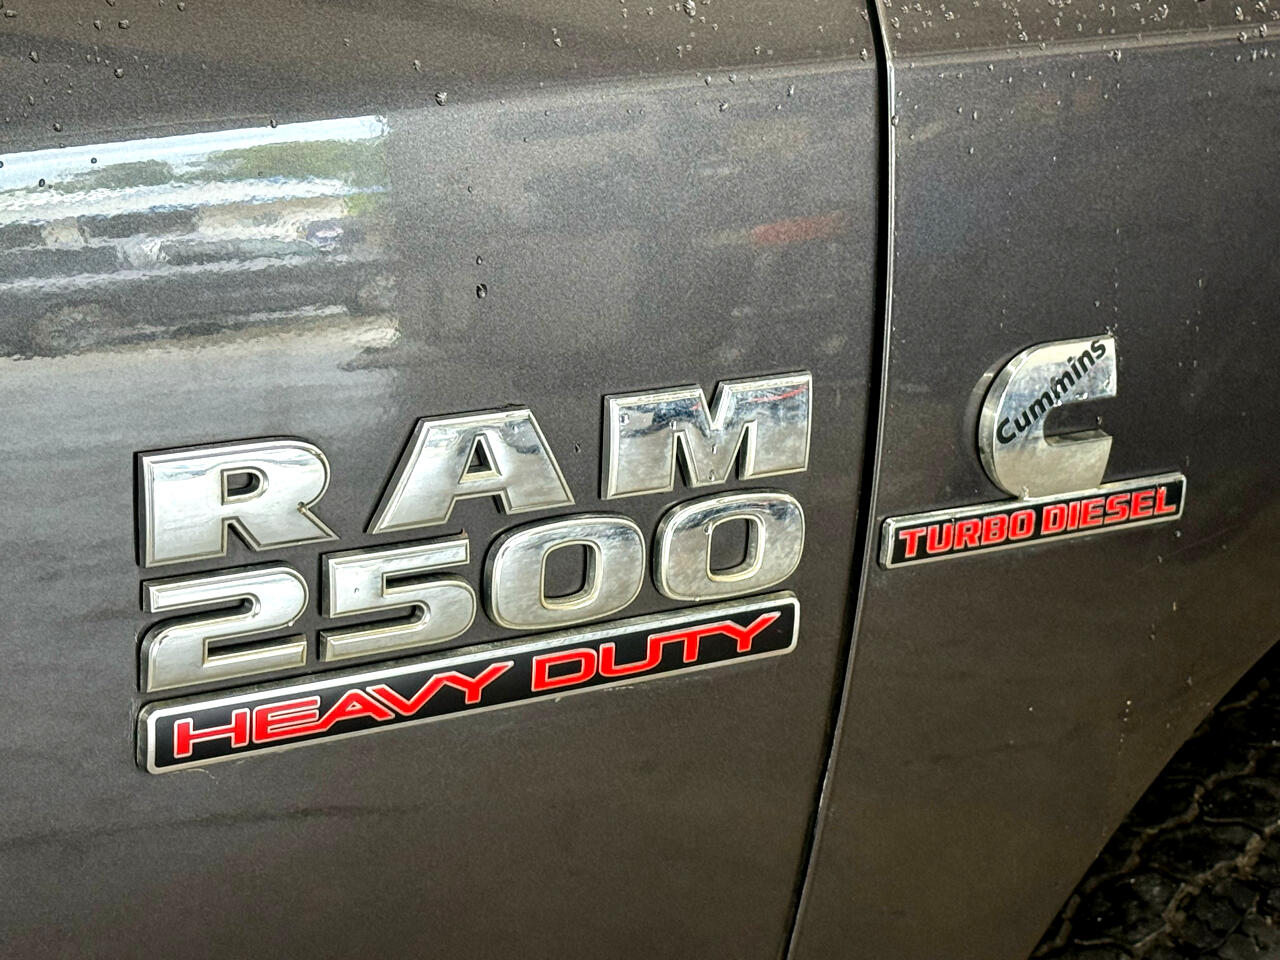 RAM
2500
HEAVY DUTY
Cummins
TURBO DIESEL